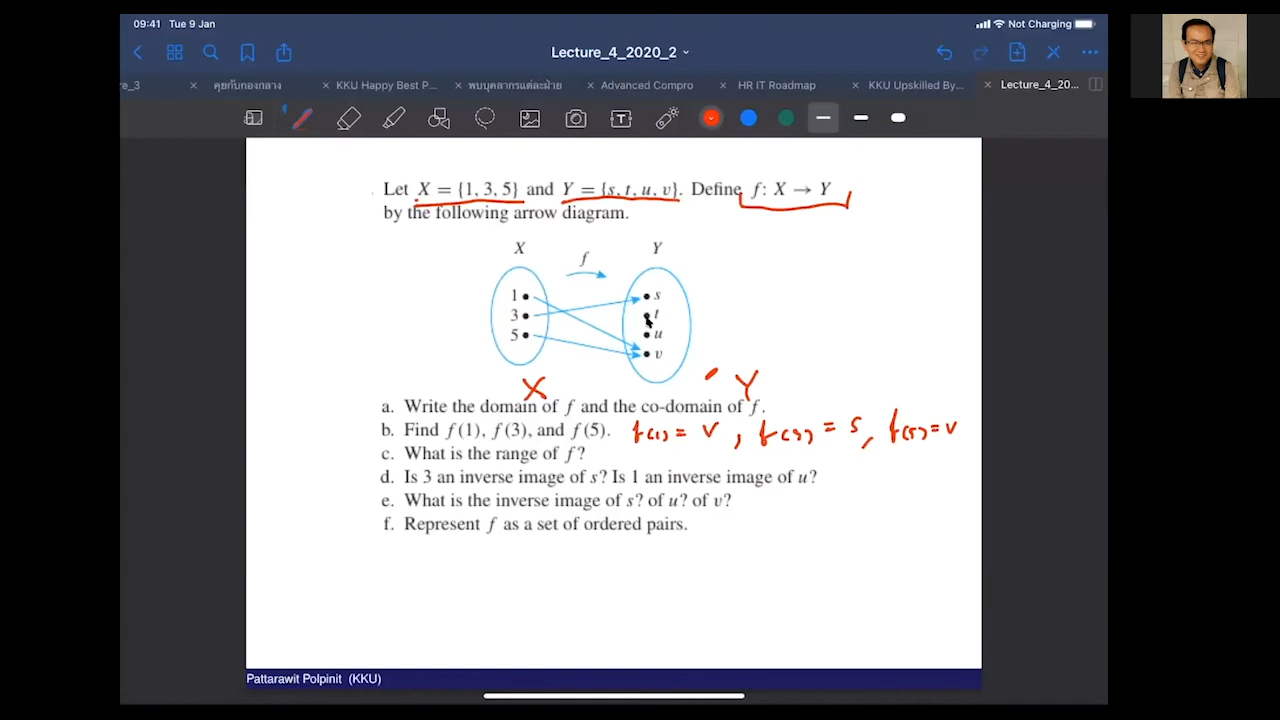 09:41 Tue 9 Jan
Not Charging
Lecture_4_2020_2
re_3
คุยกับกองกลาง
KKU Happy Best P...
พบบุคลากรแต่ละฝ่าย
Advanced Compro
HR IT Roadmap
KKU Upskilled By...
Lecture_4_20...
Let X = {1, 3, 5} and Y = {s, t, u, v}. Define f: X → Y
by the following arrow diagram.
X Y
f
1 s
3 t
5 u
v
X Y
a. Write the domain of f and the co-domain of f.
b. Find f(1), f(3), and f(5). f(1) = v, f(3) = s, f(5) = v
c. What is the range of f?
d. Is 3 an inverse image of s? Is 1 an inverse image of u?
e. What is the inverse image of s? of u? of v?
f. Represent f as a set of ordered pairs.
Pattarawit Polpinit (KKU)